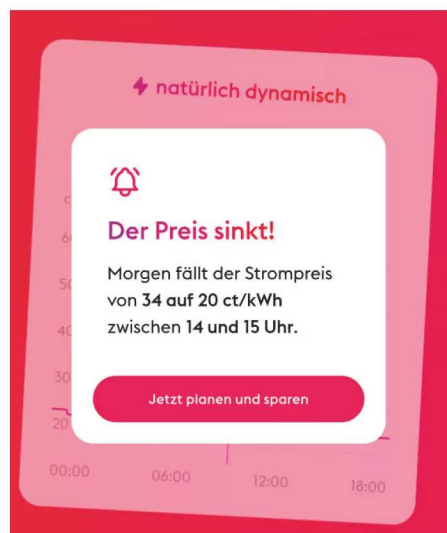 natürlich dynamisch
Der Preis sinkt!
Morgen fällt der Strompreis
von 34 auf 20 ct/kWh
zwischen 14 und 15 Uhr.
Jetzt planen und sparen
c
60
50
40
30
20
00:00
06:00
12:00
18:00